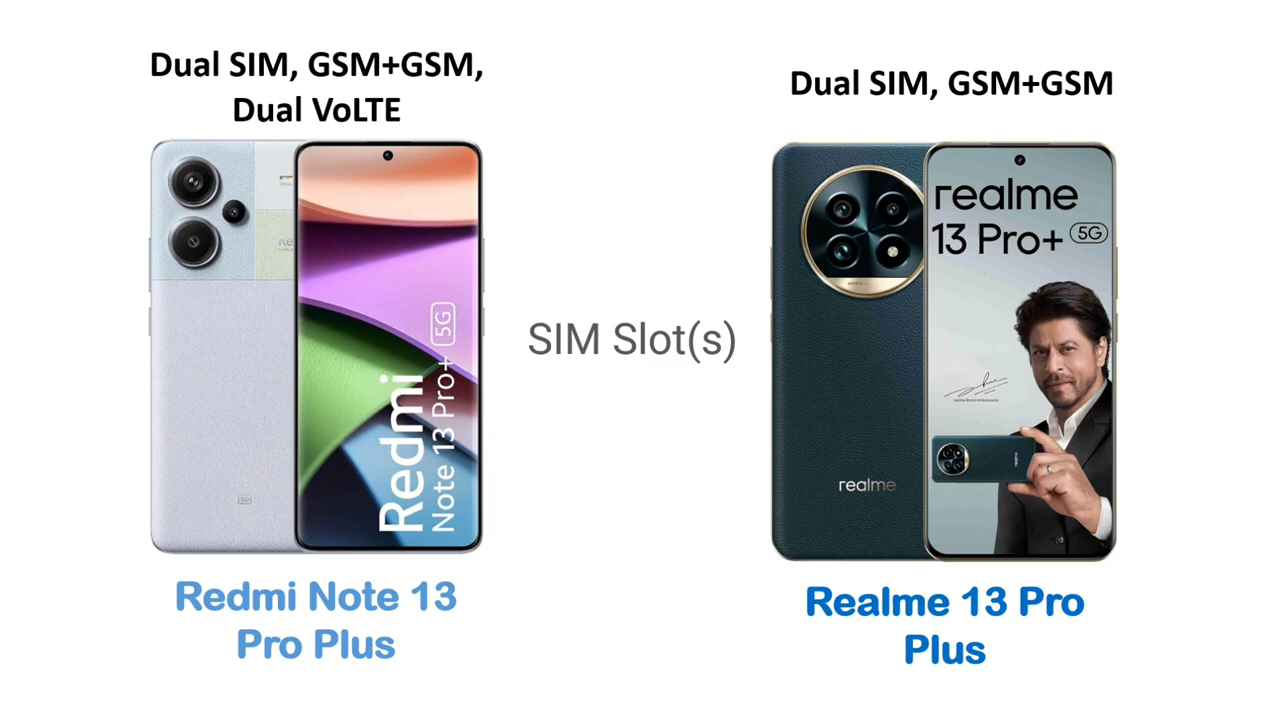 Dual SIM, GSM+GSM,
Dual VoLTE
Dual SIM, GSM+GSM
Redmi
Note 13 Pro+ 5G
SIM Slot(s)
realme
13 Pro+ 5G
realme
Redmi Note 13
Pro Plus
Realme 13 Pro
Plus